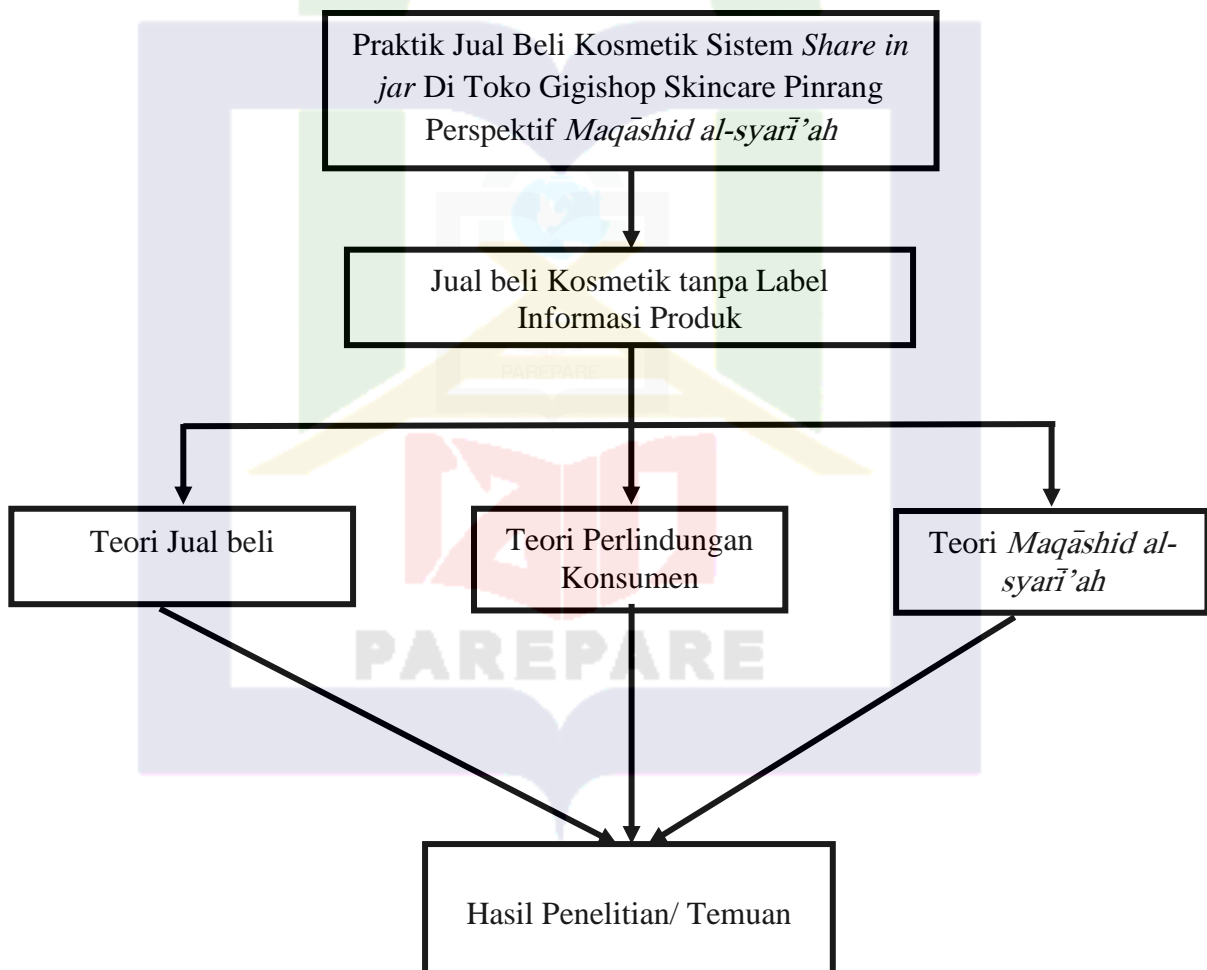 Praktik Jual Beli Kosmetik Sistem Share in
jar Di Toko Gigishop Skincare Pinrang
Perspektif Maqāshid al-syarī’ah
Jual beli Kosmetik tanpa Label
Informasi Produk
PAREPARE
Teori Jual beli
Teori Perlindungan
Konsumen
Teori Maqāshid al-
syarī’ah
PAREPARE
Hasil Penelitian/ Temuan